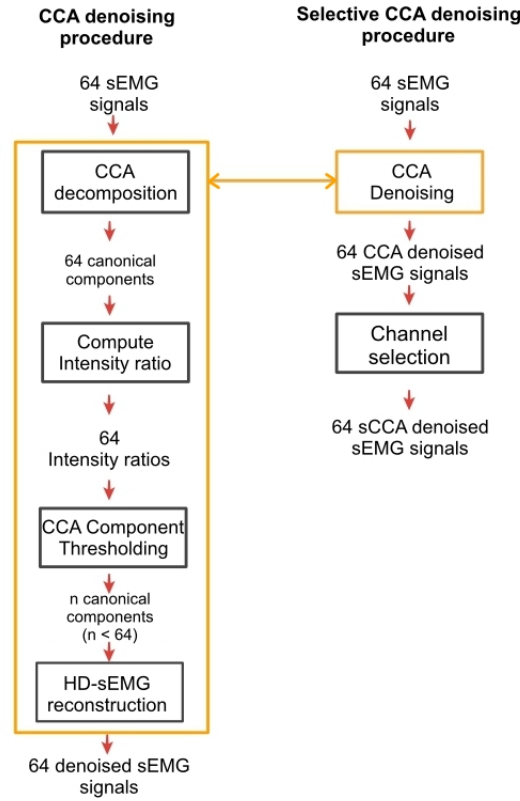 CCA denoising
procedure
64 sEMG
signals
CCA
decomposition
64 canonical
components
Compute
Intensity ratio
64
Intensity ratios
CCA Component
Thresholding
n canonical
components
(n < 64)
HD-sEMG
reconstruction
64 denoised sEMG
signals
Selective CCA denoising
procedure
64 sEMG
signals
CCA
Denoising
64 CCA denoised
sEMG signals
Channel
selection
64 sCCA denoised
sEMG signals